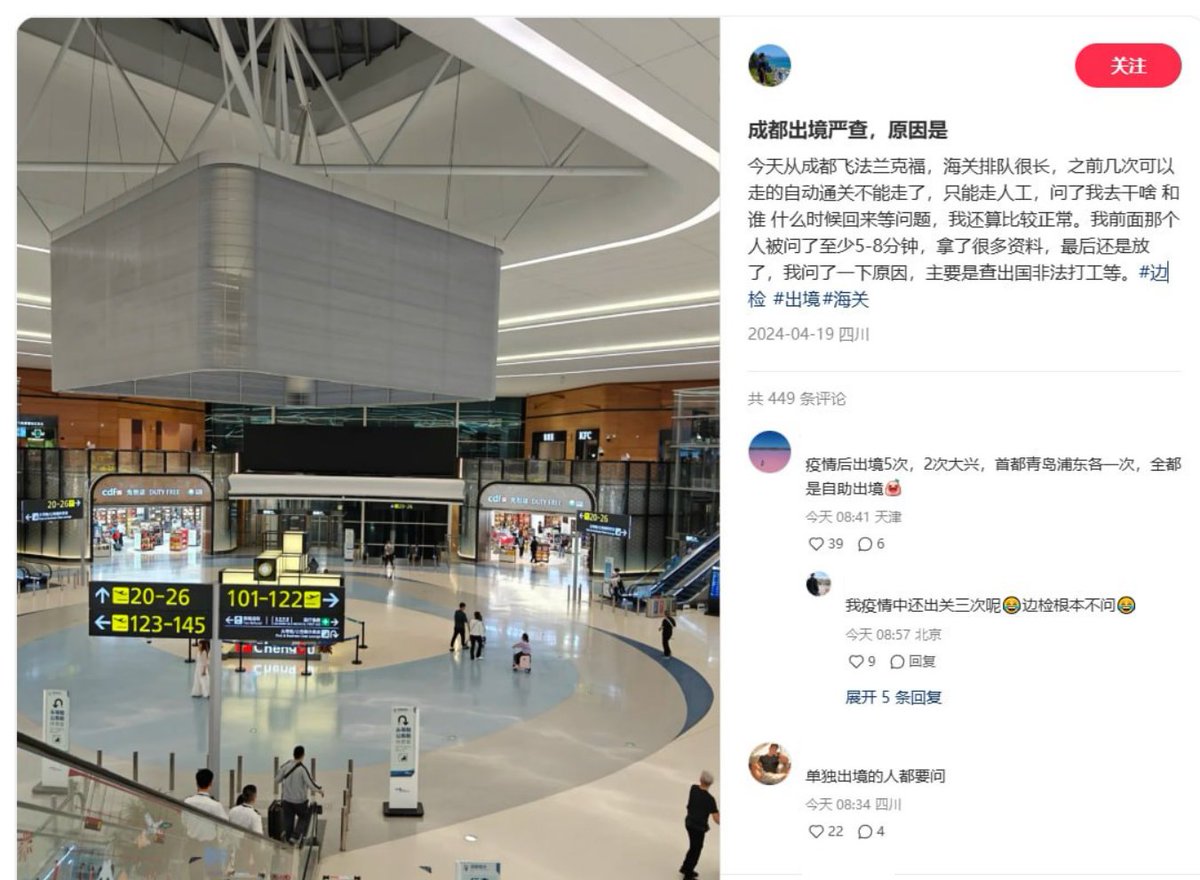 关注
成都出境严查，原因是
今天从成都飞法兰克福，海关排队很长，之前几次可以
走的自动通关不能走了，只能走人工，问了我去干啥 和
谁 什么时候回来等问题，我还算比较正常。我前面那个
人被问了至少5-8分钟，拿了很多资料，最后还是放
了，我问了一下原因，主要是查出国非法打工等。#边
检 #出境#海关
2024-04-19 四川
共 449 条评论
疫情后出境5次，2次大兴，首都青岛浦东各一次，全都
是自助出境
今天 08:41 天津
39 6
我疫情中还出关三次呢😂边检根本不问😂
今天 08:57 北京
9 回复
展开 5 条回复
单独出境的人都要问
今天 08:34 四川
22 4
KFC
cdf 免税店 DUTY FREE
cdf 免税店 DUTY FREE
20-26
20-26
20-26
123-145
101-122
Chengdu